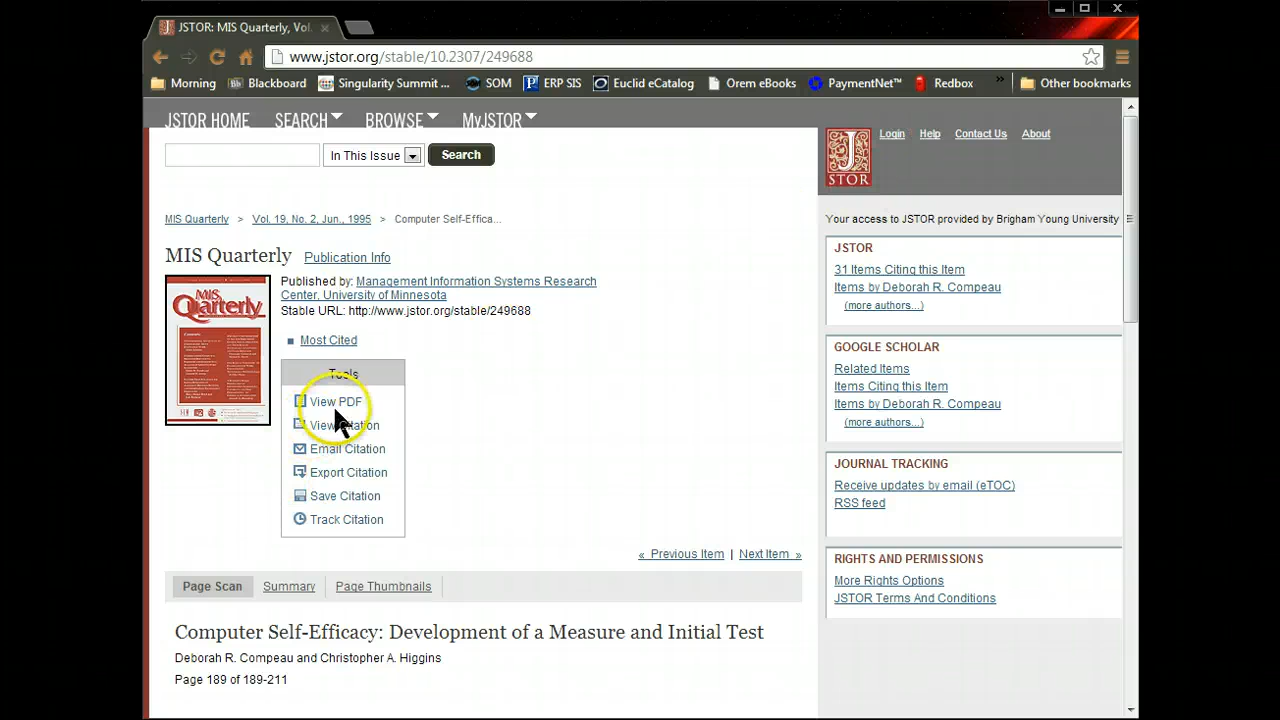 JSTOR: MIS Quarterly, Vol.
www.jstor.org/stable/10.2307/249688
Morning Blackboard Singularity Summit ... SOM ERP SIS Euclid eCatalog Orem eBooks PaymentNet™ Redbox » Other bookmarks
JSTOR HOME SEARCH BROWSE MyJSTOR
Login Help Contact Us About
JSTOR
In This Issue Search
MIS Quarterly > Vol. 19, No. 2, Jun., 1995 > Computer Self-Effica...
Your access to JSTOR provided by Brigham Young University
MIS Quarterly Publication Info
Published by: Management Information Systems Research
Center, University of Minnesota
Stable URL: http://www.jstor.org/stable/249688
MIS
Quarterly
Most Cited
Tools
View PDF
View Citation
Email Citation
Export Citation
Save Citation
Track Citation
« Previous Item | Next Item »
Page Scan Summary Page Thumbnails
Computer Self-Efficacy: Development of a Measure and Initial Test
Deborah R. Compeau and Christopher A. Higgins
Page 189 of 189-211
JSTOR
31 Items Citing this Item
Items by Deborah R. Compeau
(more authors...)
GOOGLE SCHOLAR
Related Items
Items Citing this Item
Items by Deborah R. Compeau
(more authors...)
JOURNAL TRACKING
Receive updates by email (eTOC)
RSS feed
RIGHTS AND PERMISSIONS
More Rights Options
JSTOR Terms And Conditions